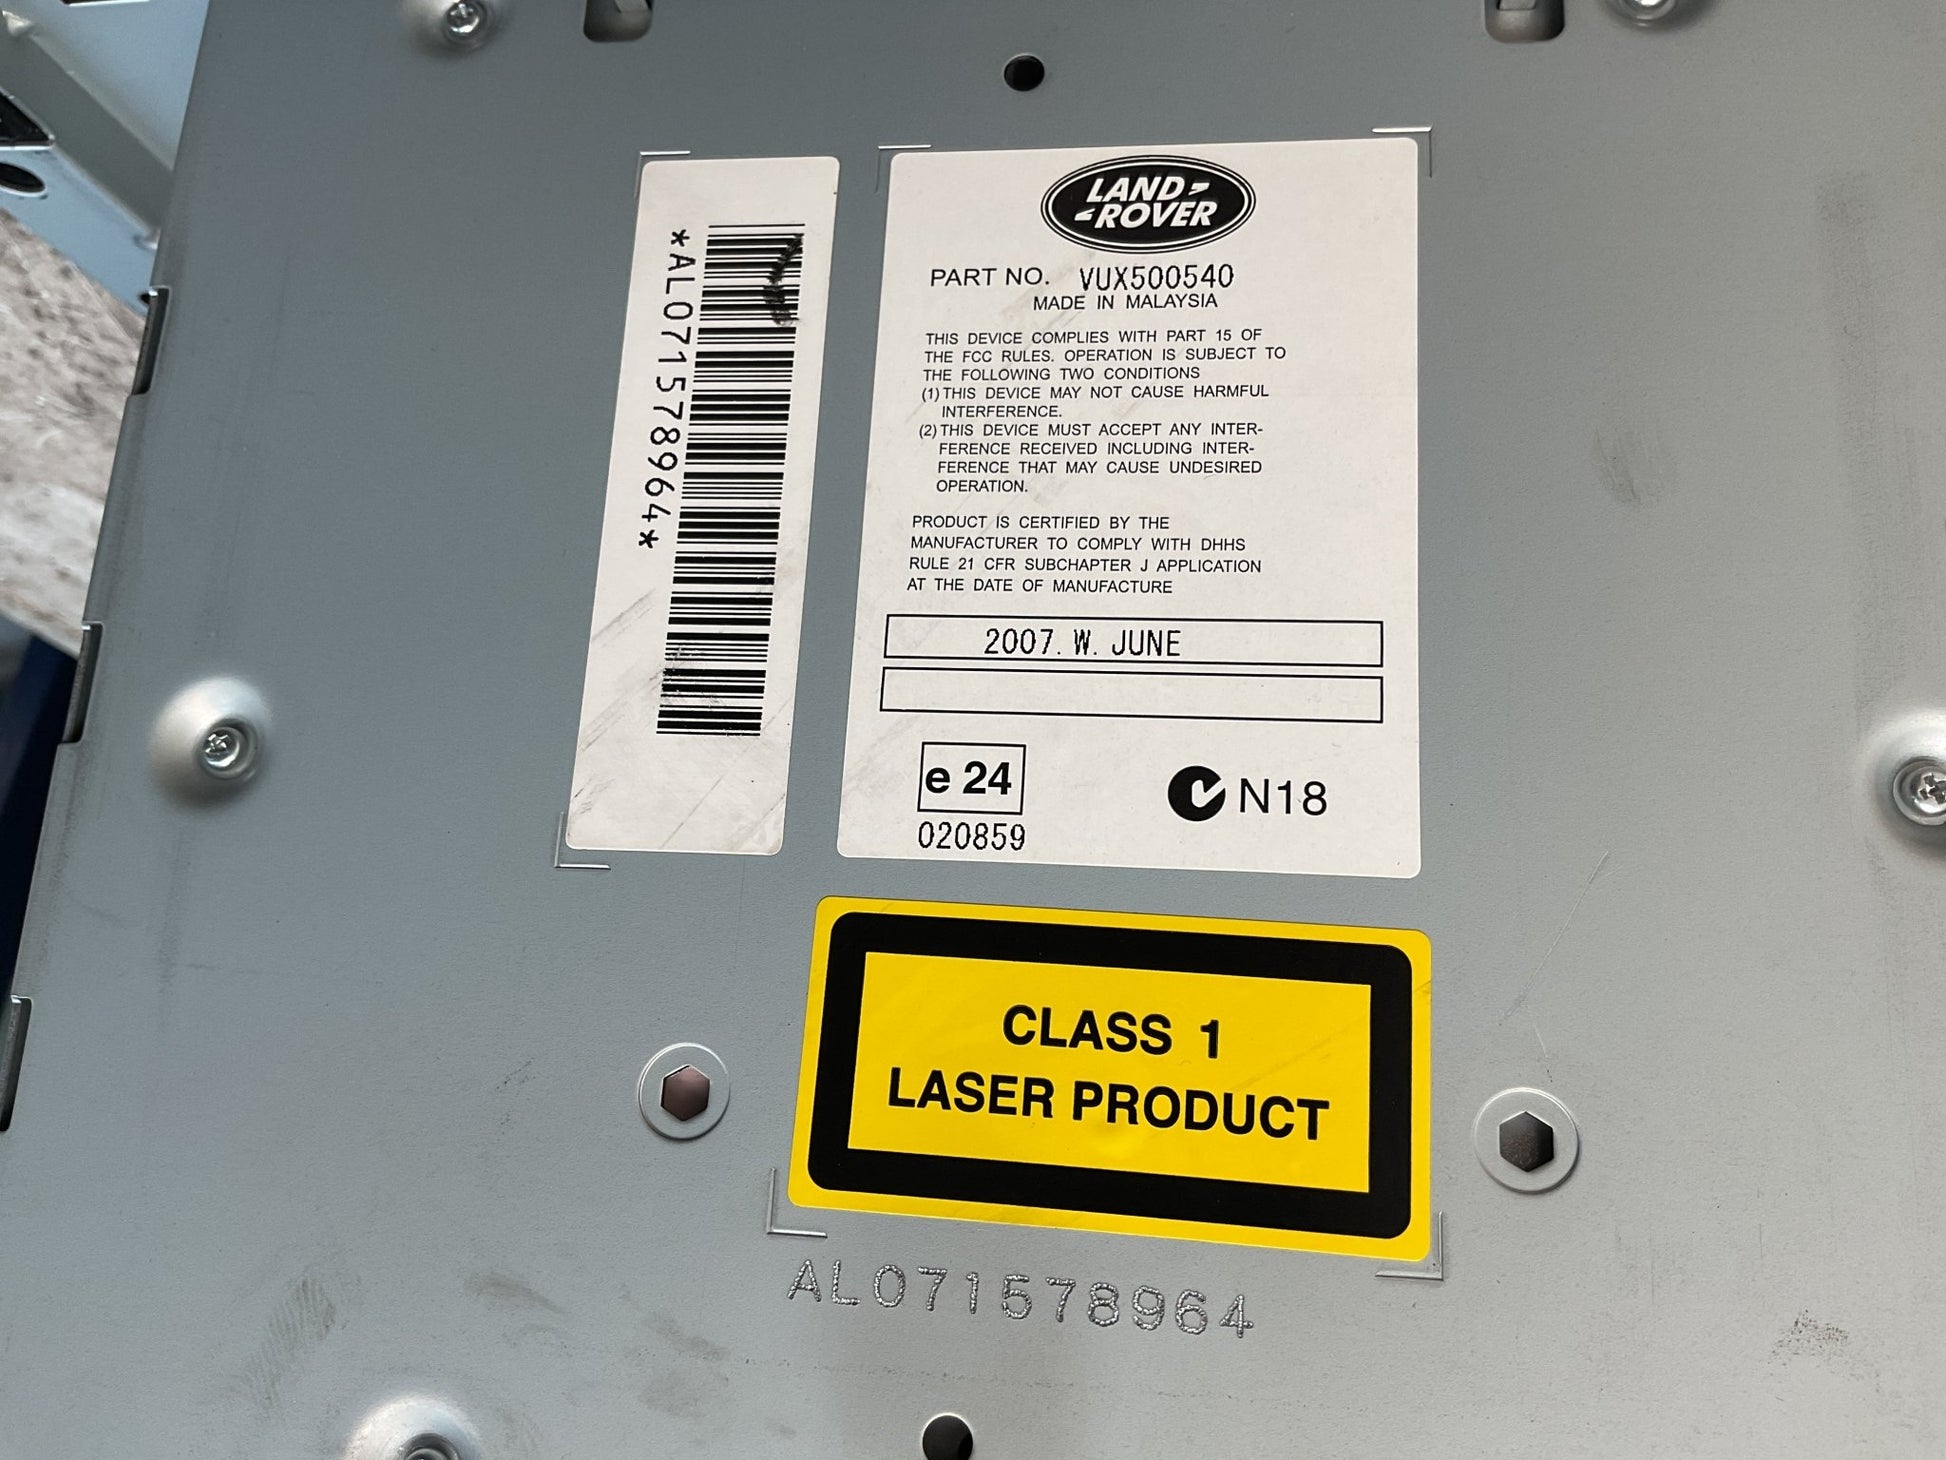 *AL071578964*
LAND
ROVER
PART NO. VUX500540
MADE IN MALAYSIA
THIS DEVICE COMPLIES WITH PART 15 OF
THE FCC RULES. OPERATION IS SUBJECT TO
THE FOLLOWING TWO CONDITIONS
(1) THIS DEVICE MAY NOT CAUSE HARMFUL
INTERFERENCE.
(2) THIS DEVICE MUST ACCEPT ANY INTER-
FERENCE RECEIVED INCLUDING INTER-
FERENCE THAT MAY CAUSE UNDESIRED
OPERATION.
PRODUCT IS CERTIFIED BY THE
MANUFACTURER TO COMPLY WITH DHHS
RULE 21 CFR SUBCHAPTER J APPLICATION
AT THE DATE OF MANUFACTURE
2007. W. JUNE
e 24
020859
N18
CLASS 1
LASER PRODUCT
AL071578964